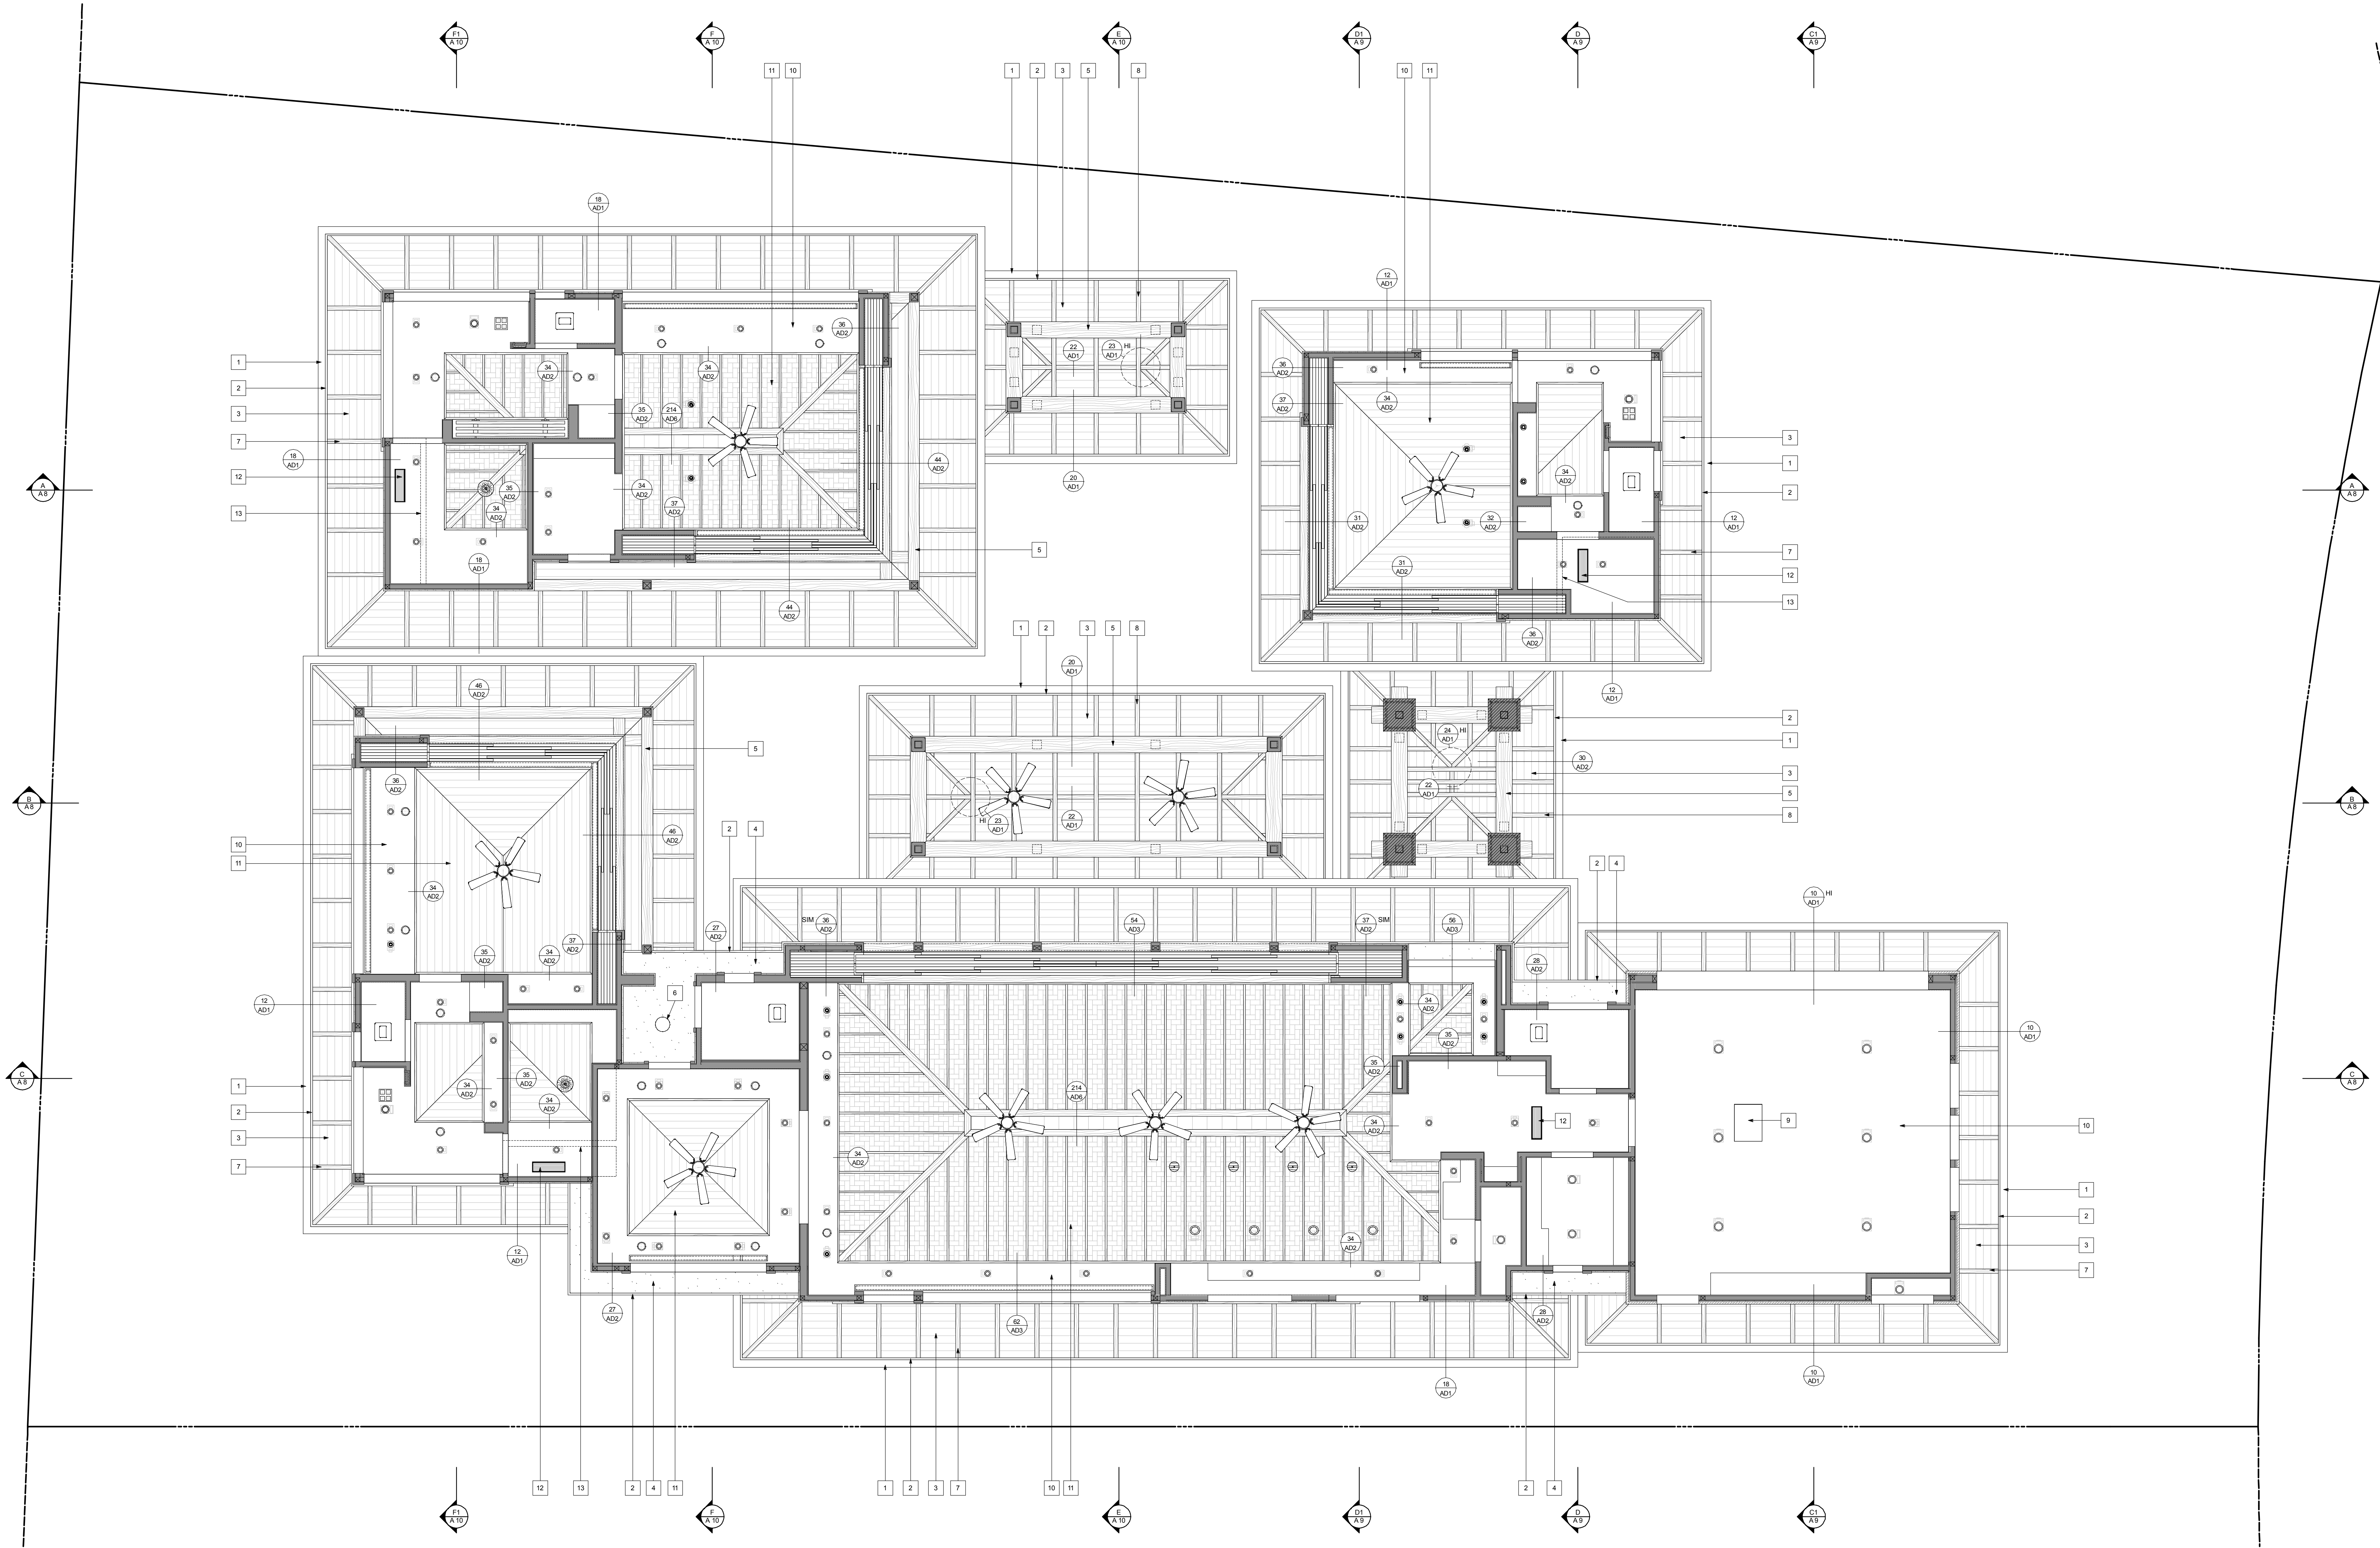 F1
A 10
F
A 10
E
A 10
D1
A 9
D
A 9
C1
A 9
11 10
1 2 3 5 8
10 11
18
AD1
12
AD1
36
AD2
34
AD2
34
AD2
22
AD1
23
AD1
HI
36
AD2
34
AD2
37
AD2
34
AD2
1
2
3
7
12
13
35
AD2
214
AD6
18
AD1
44
AD2
35
AD2
34
AD2
34
AD2
37
AD2
20
AD1
31
AD2
32
AD2
12
AD1
3
1
2
7
12
13
A
A 8
A
A 8
5
18
AD1
44
AD2
31
AD2
36
AD2
12
AD1
1 2 3 5 8
20
AD1
46
AD2
36
AD2
5
24
AD1
HI
30
AD2
22
AD1
2
1
3
5
8
B
A 8
B
A 8
HI
23
AD1
22
AD1
46
AD2
2 4
10
11
34
AD2
2 4
10
AD1
HI
SIM
36
AD2
54
AD3
37
AD2
SIM
56
AD3
27
AD2
37
AD2
35
AD2
34
AD2
28
AD2
12
AD1
6
34
AD2
10
AD1
35
AD2
35
AD2
C
A 8
C
A 8
35
AD2
34
AD2
34
AD2
214
AD6
34
AD2
12
9
10
1
2
3
7
34
AD2
1
2
3
7
12
AD1
11
34
AD2
27
AD2
62
AD3
28
AD2
18
AD1
10
AD1
12 13 2 4 11 1 2 3 7 10 11 2 4
F1
A 10
F
A 10
E
A 10
D1
A 9
D
A 9
C1
A 9